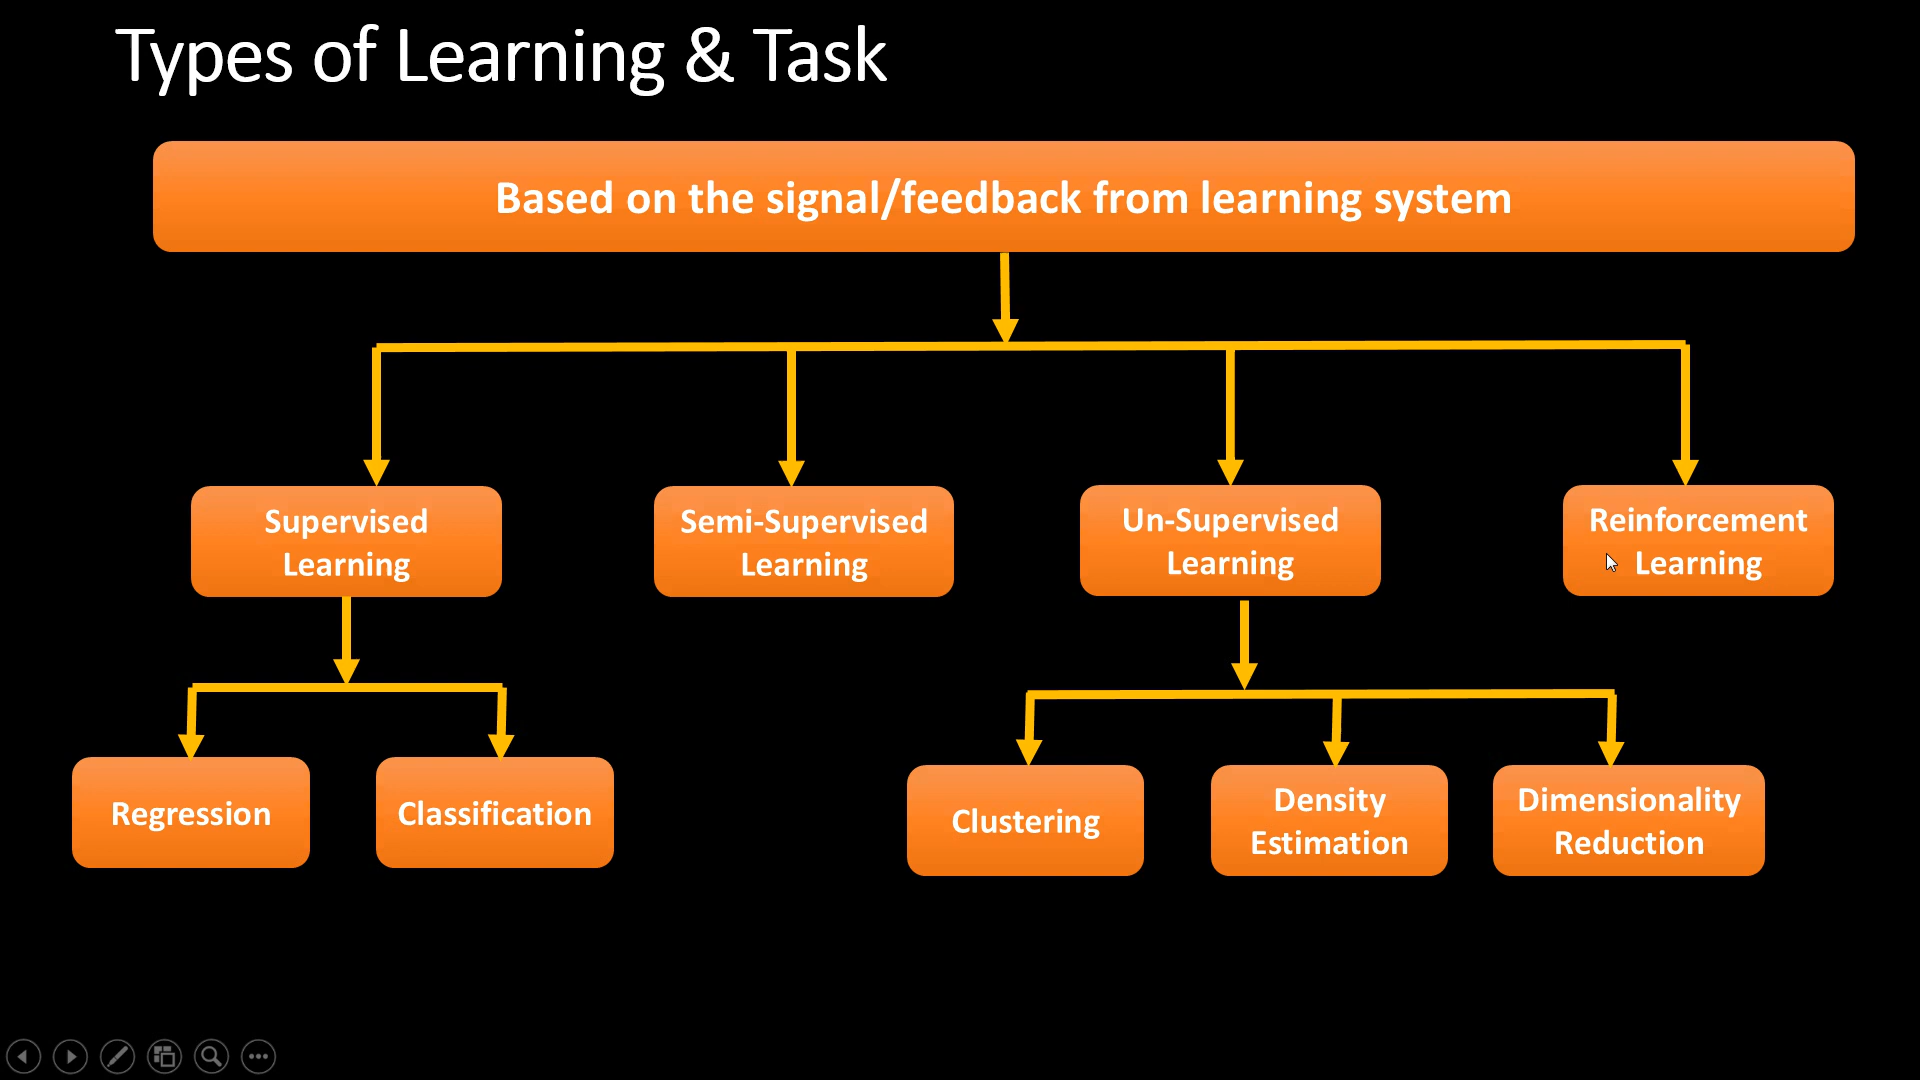 Types of Learning & Task
Based on the signal/feedback from learning system
Supervised
Learning
Semi-Supervised
Learning
Un-Supervised
Learning
Reinforcement
Learning
Regression
Classification
Clustering
Density
Estimation
Dimensionality
Reduction